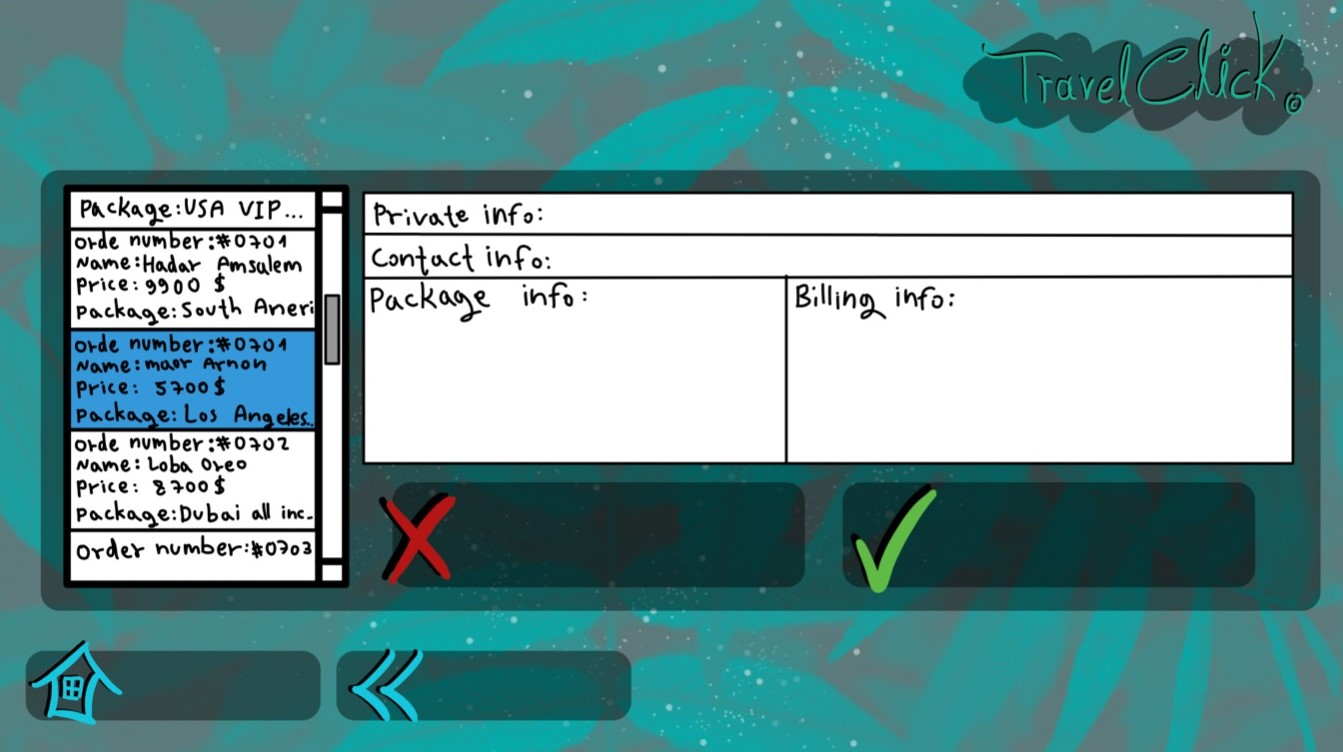 TravelClick©
Package:USA VIP...
Orde number:#0701
Name:Hadar Amsalem
Price: 9900 $
Package:South Ameri
Orde number:#0701
Name:maor Arnon
Price: 5700$
Package:Los Angeles..
Orde number:#0702
Name: Loba Oreo
Price: 8700$
Package:Dubai all inc..
Order number:#0703
Private info:
Contact info:
Package info:
Billing info: